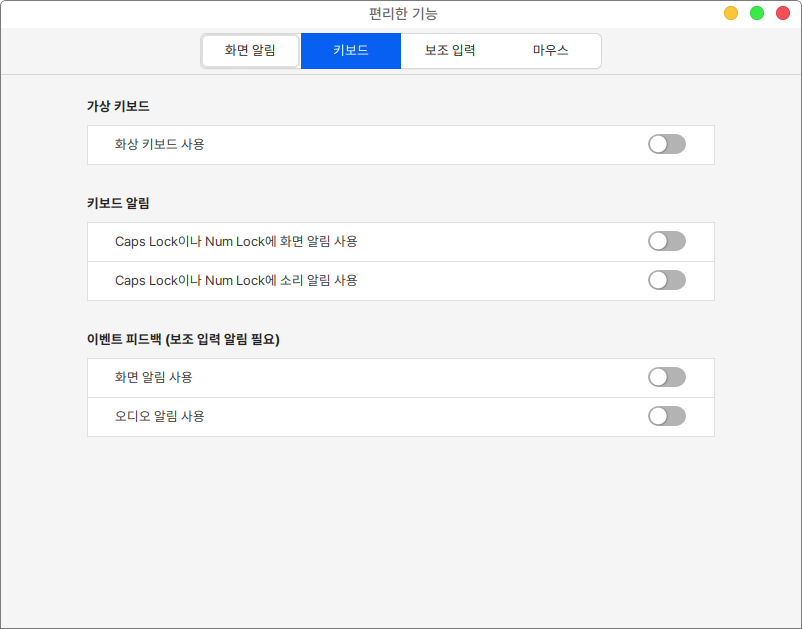 편리한 기능
화면 알림 키보드 보조 입력 마우스
가상 키보드
화상 키보드 사용
키보드 알림
Caps Lock이나 Num Lock에 화면 알림 사용
Caps Lock이나 Num Lock에 소리 알림 사용
이벤트 피드백 (보조 입력 알림 필요)
화면 알림 사용
오디오 알림 사용